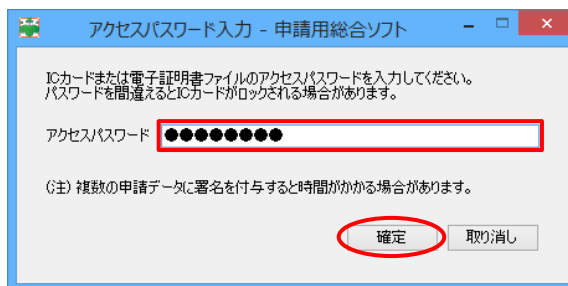 アクセスパスワード入力 - 申請用総合ソフト
ICカードまたは電子証明書ファイルのアクセスパスワードを入力してください。
パスワードを間違えるとICカードがロックされる場合があります。
アクセスパスワード ●●●●●●●●
(注) 複数の申請データに署名を付与すると時間がかかる場合があります。
確定 取り消し